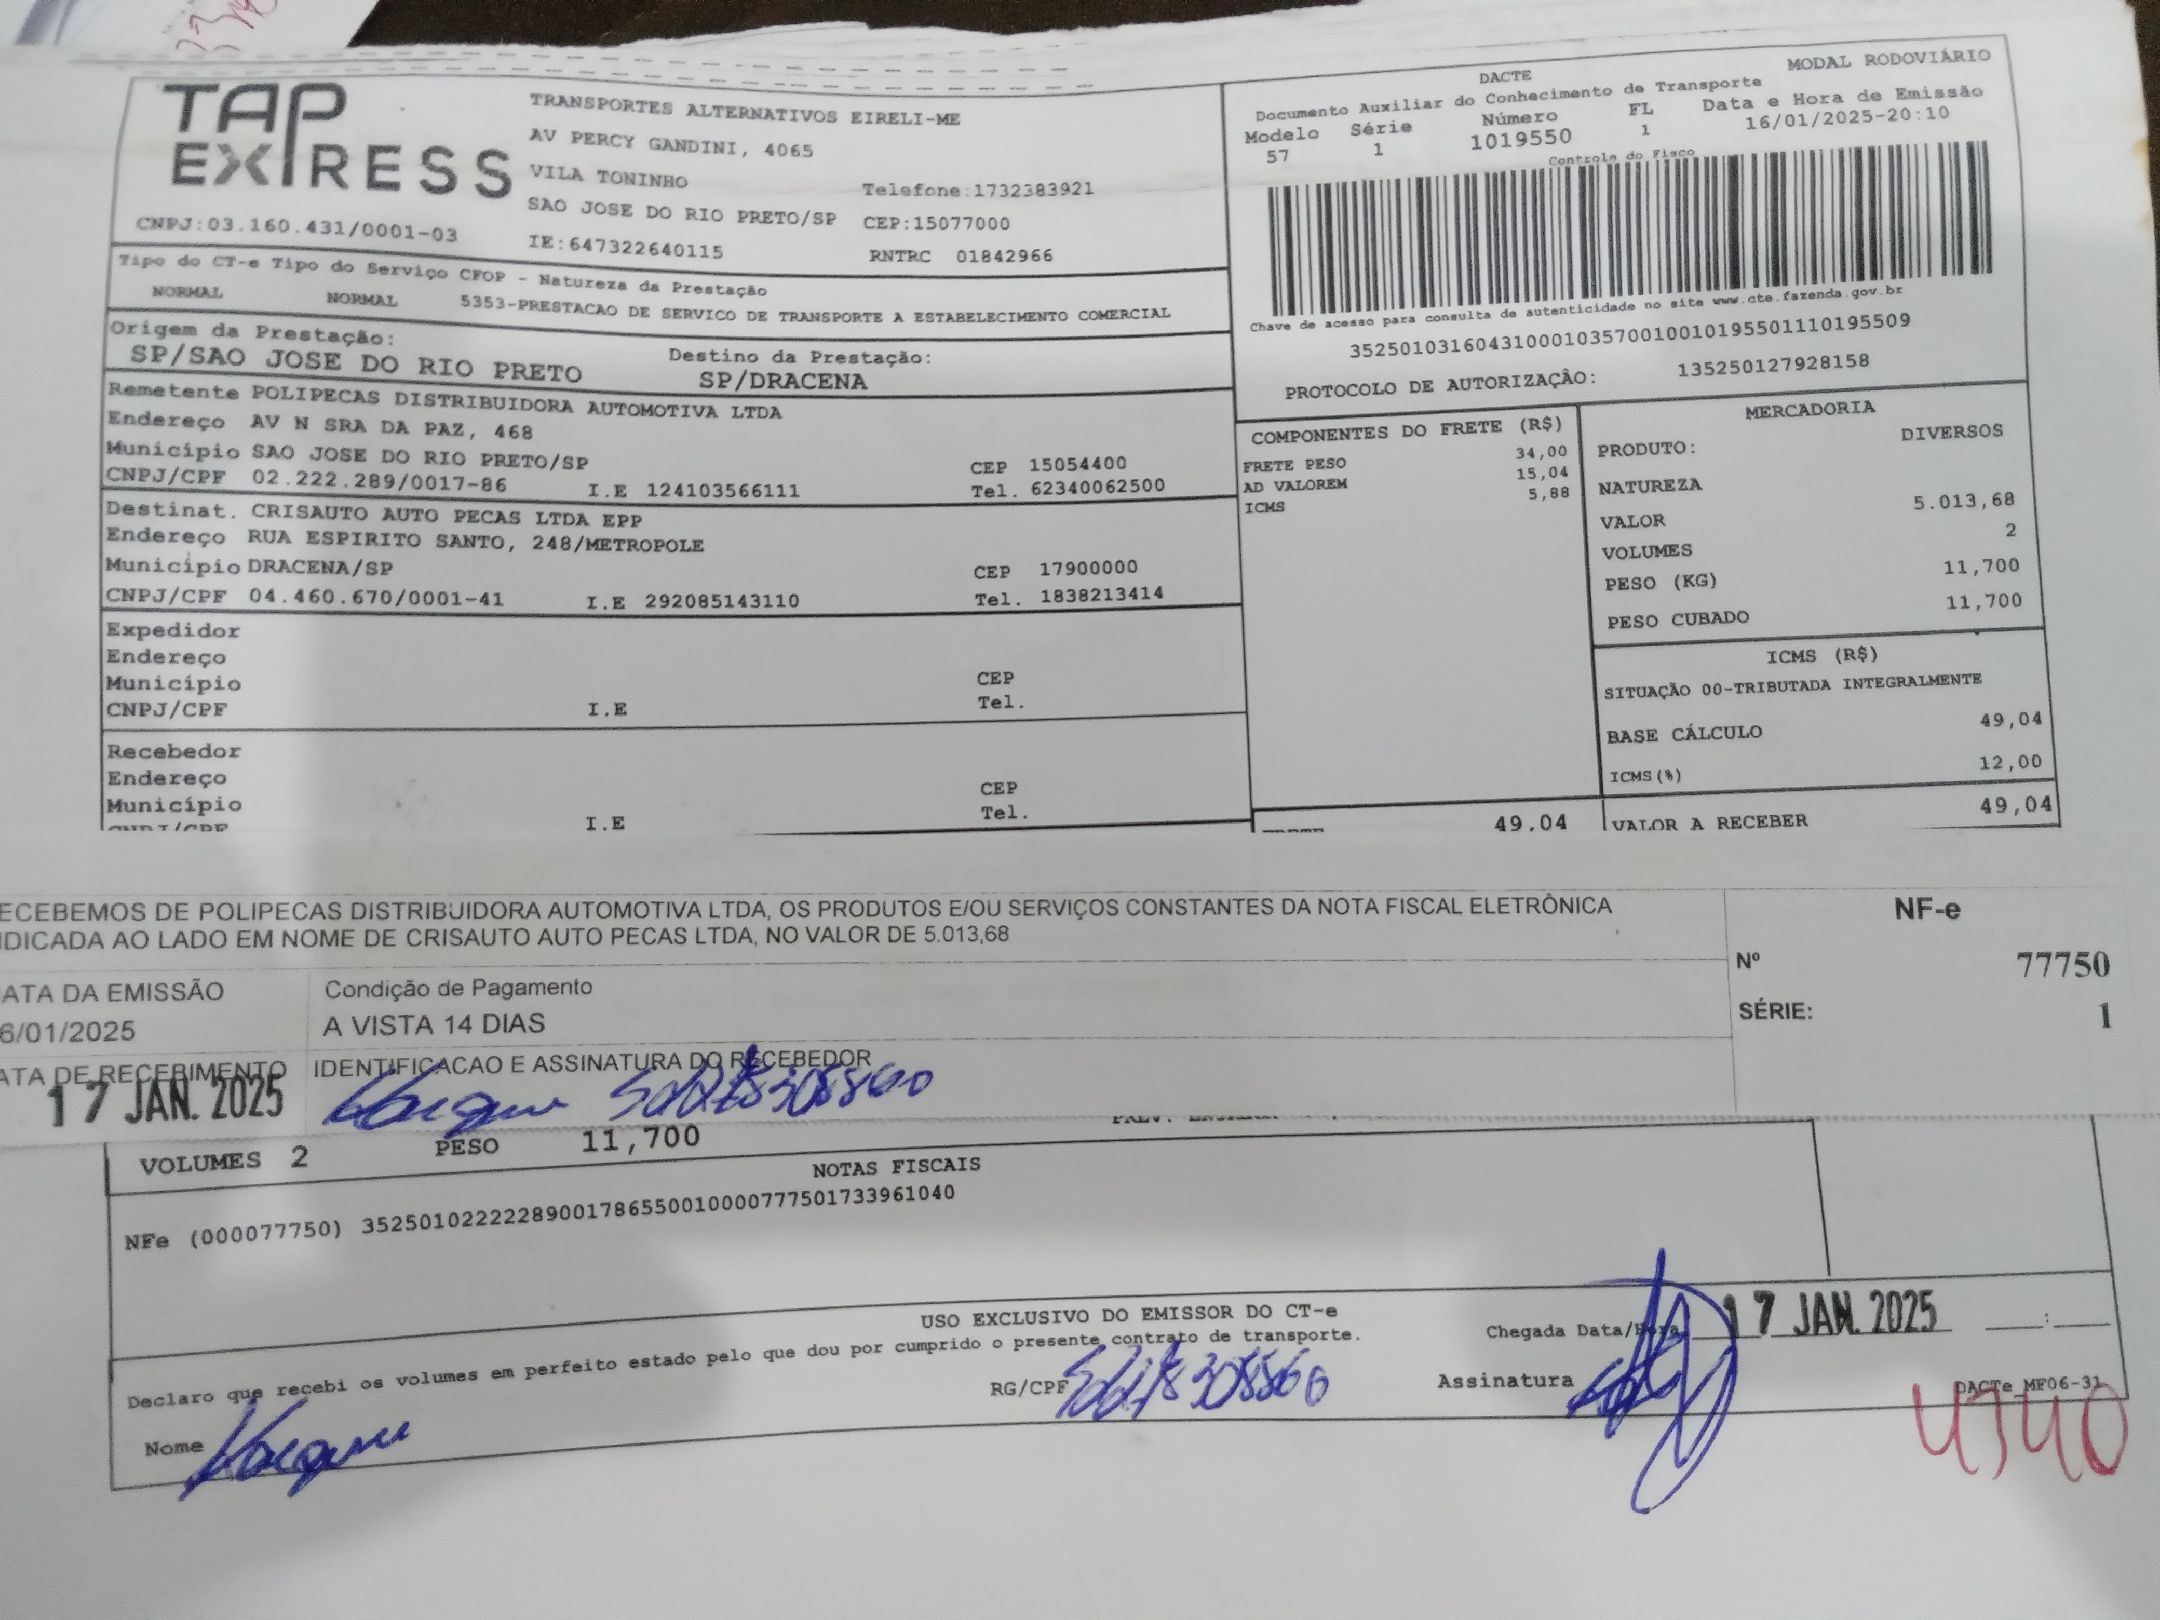 TAP EXPRESS
TRANSPORTES ALTERNATIVOS EIRELI-ME
AV PERCY GANDINI, 4065
VILA TONINHO
Telefone:1732383921
SAO JOSE DO RIO PRETO/SP CEP:15077000
CNPJ:03.160.431/0001-03
IE:647322640115 RNTRC 01842966
MODAL RODOVIÁRIO
DACTE
Documento Auxiliar do Conhecimento de Transporte
Modelo Série Número FL Data e Hora de Emissão
57 1 1019550 1 16/01/2025-20:10
Controle do Fisco
Chave de acesso para consulta de autenticidade no site www.cte.fazenda.gov.br
35250103160431000103570010010195501110195509
PROTOCOLO DE AUTORIZAÇÃO: 135250127928158
Tipo do CT-e Tipo do Serviço CFOP - Natureza da Prestação
NORMAL NORMAL 5353-PRESTACAO DE SERVICO DE TRANSPORTE A ESTABELECIMENTO COMERCIAL
Origem da Prestação: Destino da Prestação:
SP/SAO JOSE DO RIO PRETO SP/DRACENA
Remetente POLIPECAS DISTRIBUIDORA AUTOMOTIVA LTDA
Endereço AV N SRA DA PAZ, 468
Município SAO JOSE DO RIO PRETO/SP CEP 15054400
CNPJ/CPF 02.222.289/0017-86 I.E 124103566111 Tel. 62340062500
Destinat. CRISAUTO AUTO PECAS LTDA EPP
Endereço RUA ESPIRITO SANTO, 248/METROPOLE
Município DRACENA/SP CEP 17900000
CNPJ/CPF 04.460.670/0001-41 I.E 292085143110 Tel. 1838213414
Expedidor
Endereço
Município CEP
CNPJ/CPF I.E Tel.
Recebedor
Endereço
Município CEP
CNPJ/CPF I.E Tel.
COMPONENTES DO FRETE (R$)
FRETE PESO 34,00
AD VALOREM 15,04
ICMS 5,88
MERCADORIA
PRODUTO: DIVERSOS
NATUREZA
VALOR 5.013,68
VOLUMES 2
PESO (KG) 11,700
PESO CUBADO 11,700
ICMS (R$)
SITUAÇÃO 00-TRIBUTADA INTEGRALMENTE
BASE CÁLCULO 49,04
ICMS(%) 12,00
49,04 VALOR A RECEBER 49,04
ECEBEMOS DE POLIPECAS DISTRIBUIDORA AUTOMOTIVA LTDA, OS PRODUTOS E/OU SERVIÇOS CONSTANTES DA NOTA FISCAL ELETRÔNICA
DICADA AO LADO EM NOME DE CRISAUTO AUTO PECAS LTDA, NO VALOR DE 5.013,68
NF-e
Nº 77750
SÉRIE: 1
ATA DA EMISSÃO Condição de Pagamento
6/01/2025 A VISTA 14 DIAS
ATA DE RECEBIMENTO IDENTIFICACAO E ASSINATURA DO RECEBEDOR
17 JAN. 2025
VOLUMES 2 PESO 11,700
NOTAS FISCAIS
NFe (000077750) 35250102222289001786550010000777501733961040
USO EXCLUSIVO DO EMISSOR DO CT-e
Declaro que recebi os volumes em perfeito estado pelo que dou por cumprido o presente contrato de transporte.
Chegada Data/Hora 17 JAN. 2025 :
Nome RG/CPF Assinatura
DACTe_MF06-31
4340